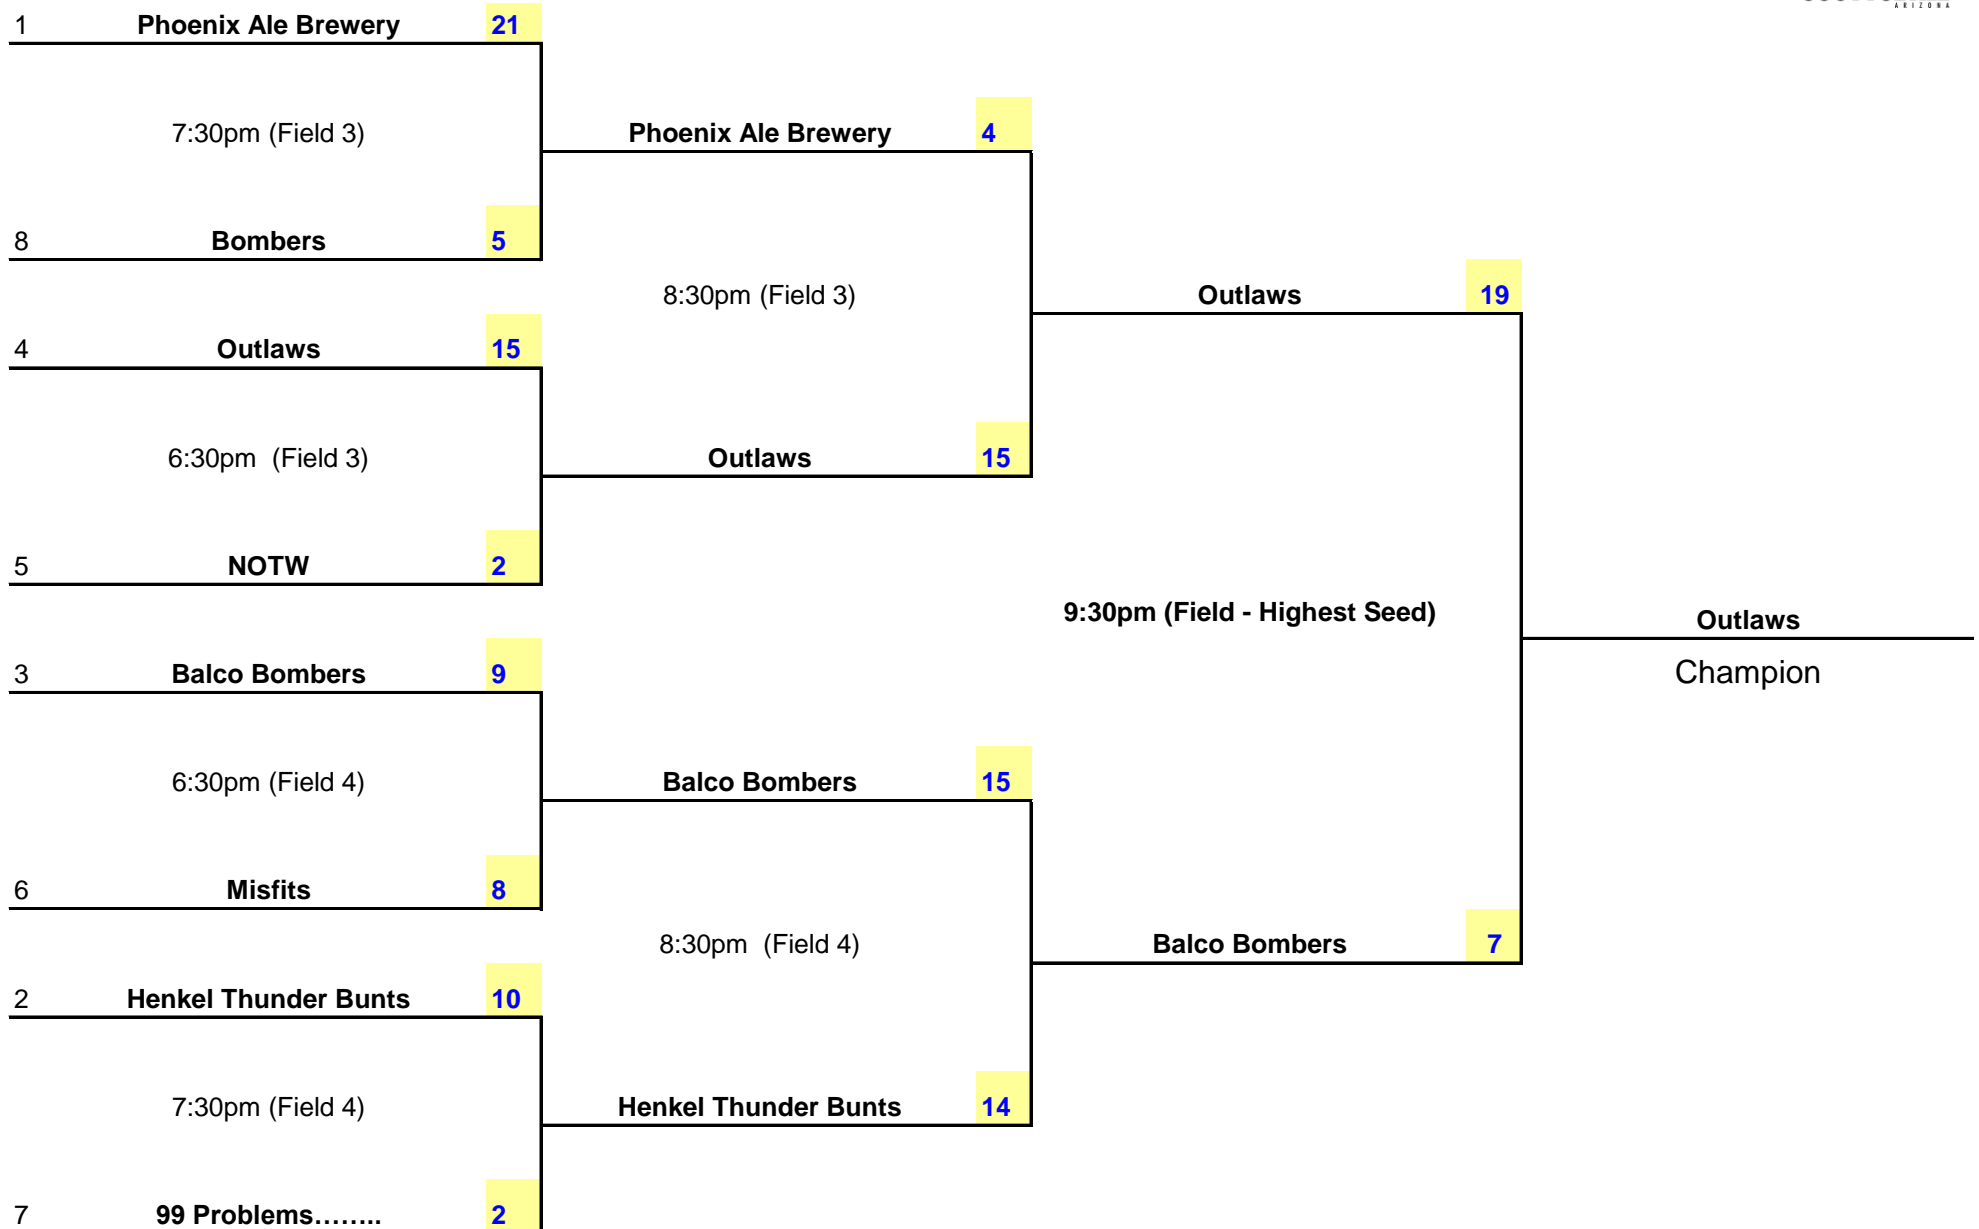 ARIZONA
1 Phoenix Ale Brewery 21
7:30pm (Field 3)
Phoenix Ale Brewery 4
8 Bombers 5
8:30pm (Field 3)
Outlaws 19
4 Outlaws 15
6:30pm  (Field 3)
Outlaws 15
5 NOTW 2
9:30pm (Field - Highest Seed)
Outlaws
Champion
3 Balco Bombers 9
6:30pm (Field 4)
Balco Bombers 15
6 Misfits 8
8:30pm  (Field 4)
Balco Bombers 7
2 Henkel Thunder Bunts 10
7:30pm (Field 4)
Henkel Thunder Bunts 14
7 99 Problems…….. 2